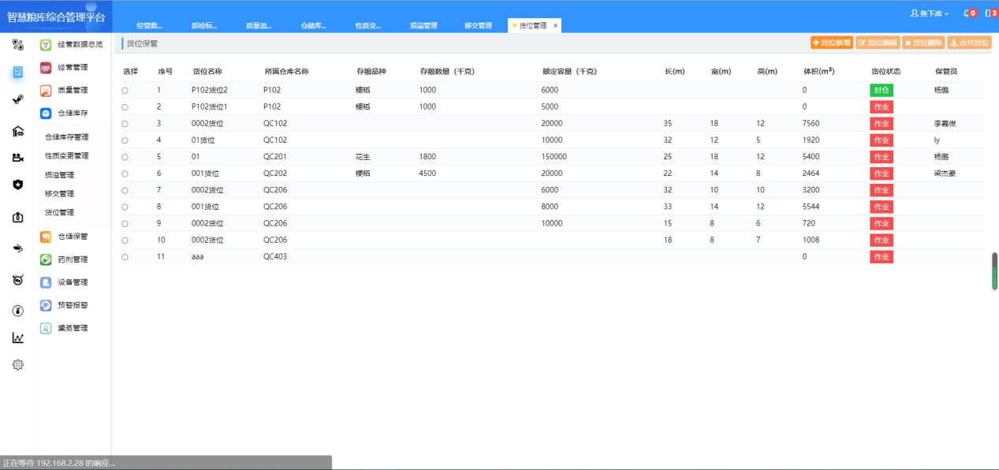 智慧粮库综合管理平台
焦下库
0
3
经营数...
质检标...
质量追...
仓储库...
性质变...
损溢管理
移交管理
货位管理 ×
经营数据总览
经营管理
质量管理
仓储库存
仓储库存管理
性质变更管理
损溢管理
移交管理
货位管理
仓储保管
药剂管理
设备管理
预警报警
熏蒸管理
货位保管
货位新增 货位编辑 货位删除 合并货位
选择 序号 货位名称 所属仓库名称 存粮品种 存粮数量（千克） 额定容量（千克） 长(m) 宽(m) 高(m) 体积(m³) 货位状态 保管员
1 P102货位2 P102 粳稻 1000 6000 0 封仓 杨鹏
2 P102货位1 P102 粳稻 1000 5000 0 作业
3 0002货位 QC102 20000 35 18 12 7560 作业 李嘉俊
4 01货位 QC102 10000 32 12 5 1920 作业 ly
5 01 QC201 花生 1800 150000 25 18 12 5400 作业 杨鹏
6 001货位 QC202 粳稻 4500 20000 22 14 8 2464 作业 梁杰豪
7 0002货位 QC206 6000 32 10 10 3200 作业
8 001货位 QC206 8000 33 14 12 5544 作业
9 0002货位 QC206 10000 15 8 6 720 作业
10 0002货位 QC206 18 8 7 1008 作业
11 aaa QC403 0 作业
正在等待 192.168.2.28 的响应...